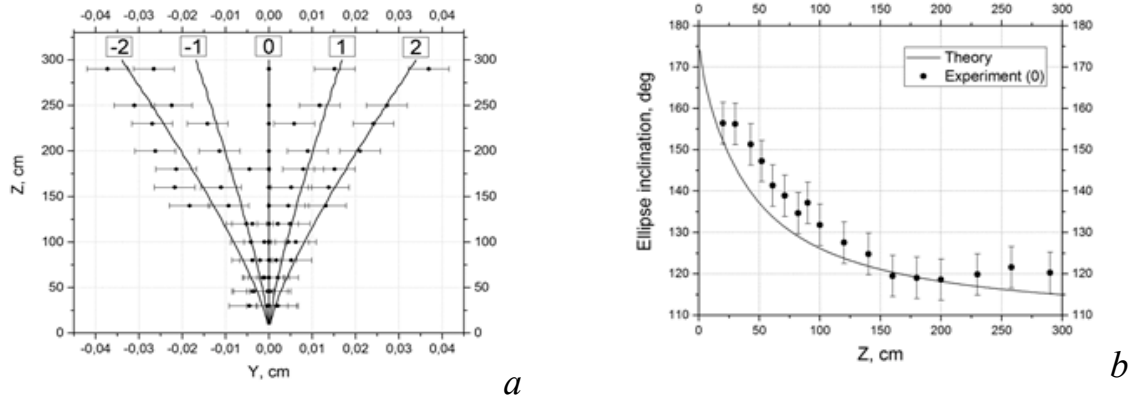 -0,04 -0,03 -0,02 -0,01 0,00 0,01 0,02 0,03 0,04
-2 -1 0 1 2
300 300
250 250
200 200
150 150
100 100
50 50
0 0
-0,04 -0,03 -0,02 -0,01 0,00 0,01 0,02 0,03 0,04
Z, cm
Y, cm
a
0 50 100 150 200 250 300
180 180
170 170
160 160
150 150
140 140
130 130
120 120
110 110
0 50 100 150 200 250 300
Theory
Experiment (0)
Ellipse inclination, deg
Z, cm
b